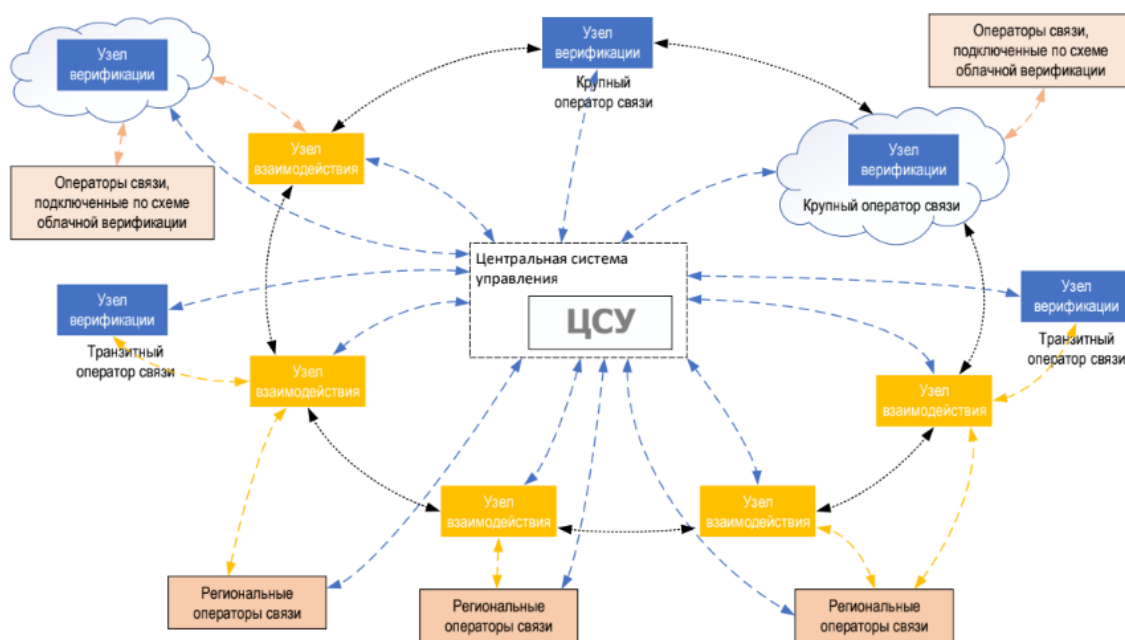 Узел
верификации
Узел
верификации
Крупный
оператор связи
Операторы связи,
подключенные по схеме
облачной верификации
Узел
взаимодействия
Узел
верификации
Крупный оператор связи
Операторы связи,
подключенные по схеме
облачной верификации
Центральная система
управления
ЦСУ
Узел
верификации
Транзитный
оператор связи
Узел
верификации
Транзитный
оператор связи
Узел
взаимодействия
Узел
взаимодействия
Узел
взаимодействия
Узел
взаимодействия
Региональные
операторы связи
Региональные
операторы связи
Региональные
операторы связи